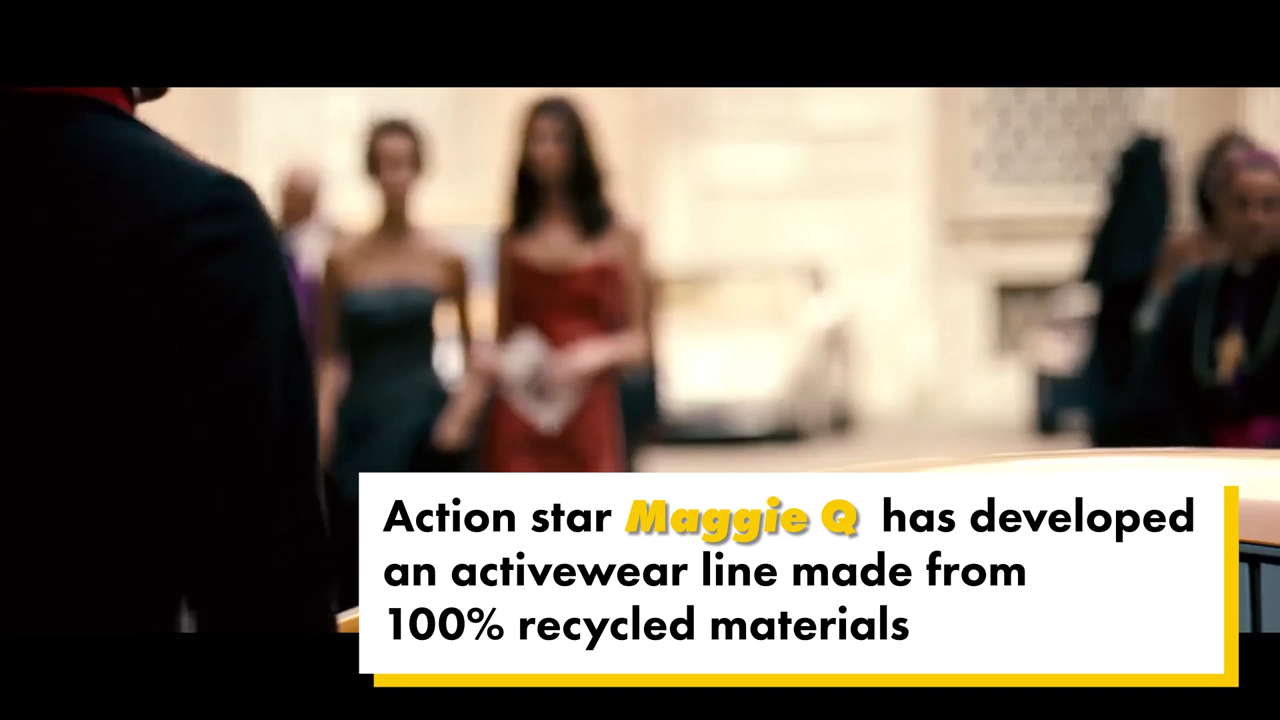 Action star Maggie Q has developed
an activewear line made from
100% recycled materials